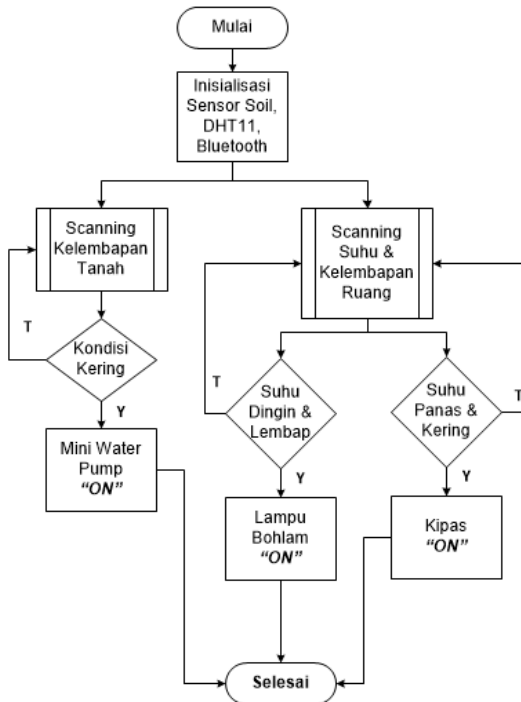 Mulai
Inisialisasi
Sensor Soil,
DHT11,
Bluetooth
Scanning
Kelembapan
Tanah
Scanning
Suhu &
Kelembapan
Ruang
T
Kondisi
Kering
Y
Mini Water
Pump
“ON”
T
Suhu
Dingin &
Lembap
Y
Lampu
Bohlam
“ON”
Suhu
Panas &
Kering
T
Y
Kipas
“ON”
Selesai